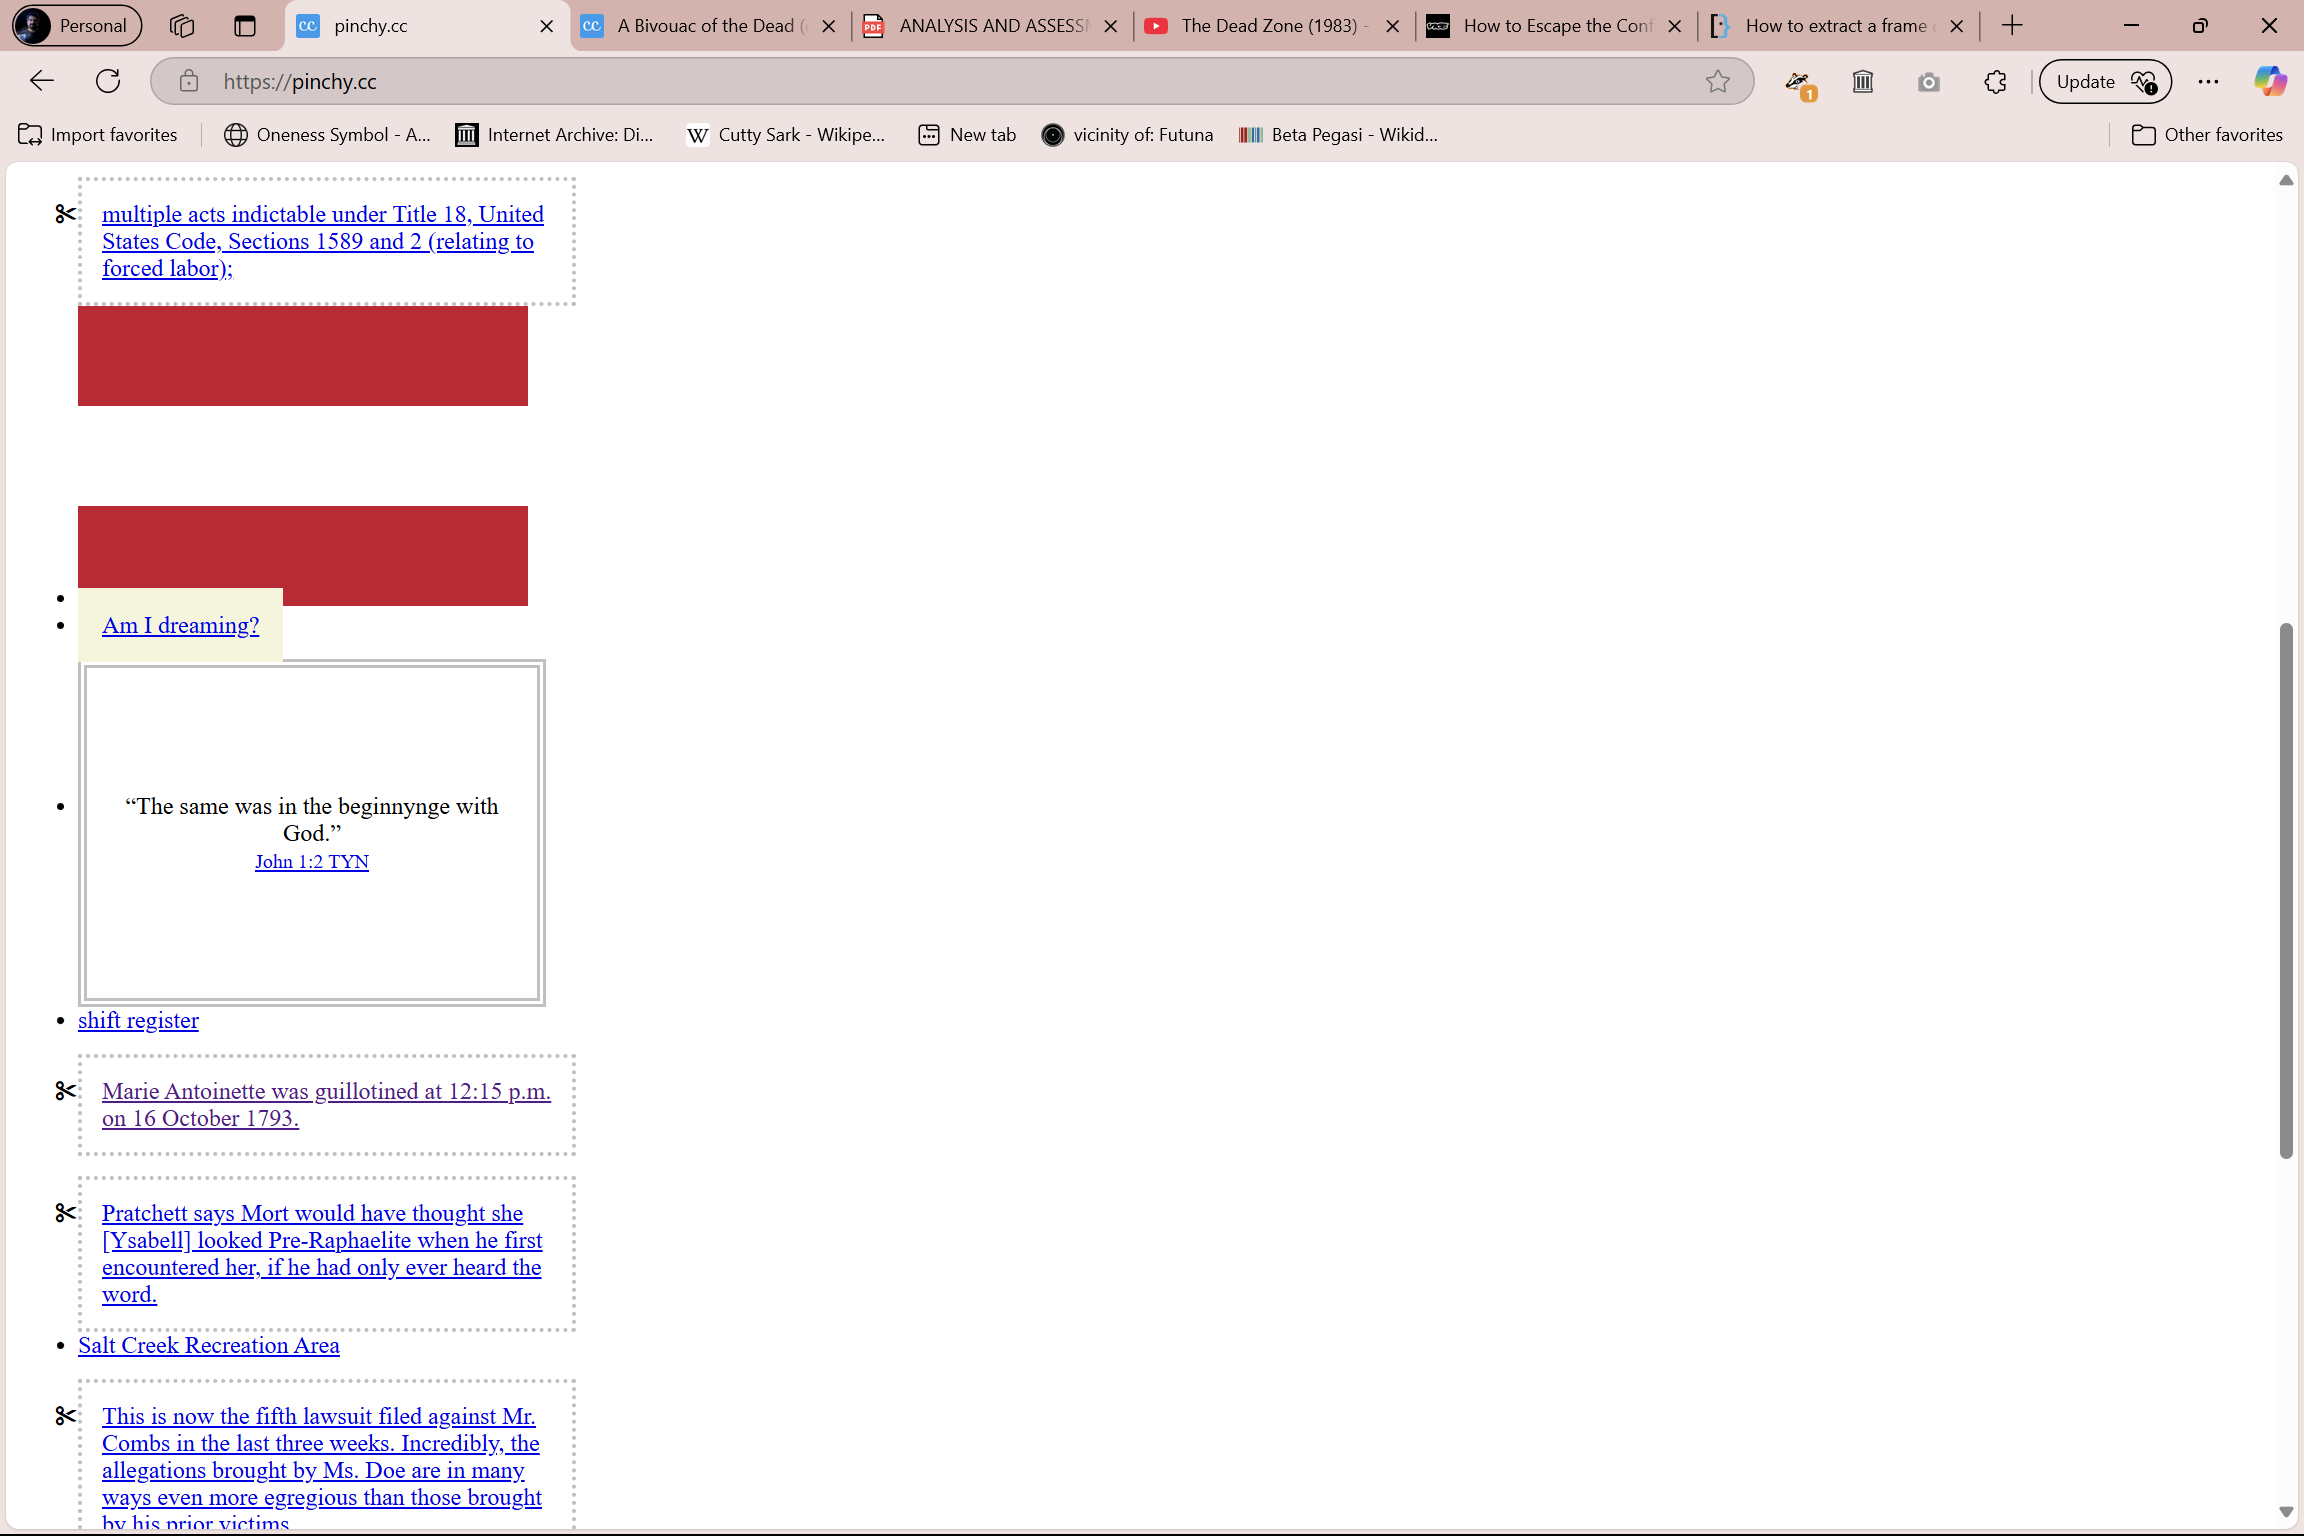 Personal
pinchy.cc
A Bivouac of the Dead (
ANALYSIS AND ASSESSM
The Dead Zone (1983) -
How to Escape the Conf
How to extract a frame
https://pinchy.cc
1
Update
Import favorites
Oneness Symbol - A...
Internet Archive: Di...
Cutty Sark - Wikipe...
New tab
vicinity of: Futuna
Beta Pegasi - Wikid...
Other favorites
multiple acts indictable under Title 18, United
States Code, Sections 1589 and 2 (relating to
forced labor);
Am I dreaming?
“The same was in the beginnynge with
God.”
John 1:2 TYN
shift register
Marie Antoinette was guillotined at 12:15 p.m.
on 16 October 1793.
Pratchett says Mort would have thought she
[Ysabell] looked Pre-Raphaelite when he first
encountered her, if he had only ever heard the
word.
Salt Creek Recreation Area
This is now the fifth lawsuit filed against Mr.
Combs in the last three weeks. Incredibly, the
allegations brought by Ms. Doe are in many
ways even more egregious than those brought
by his prior victims.